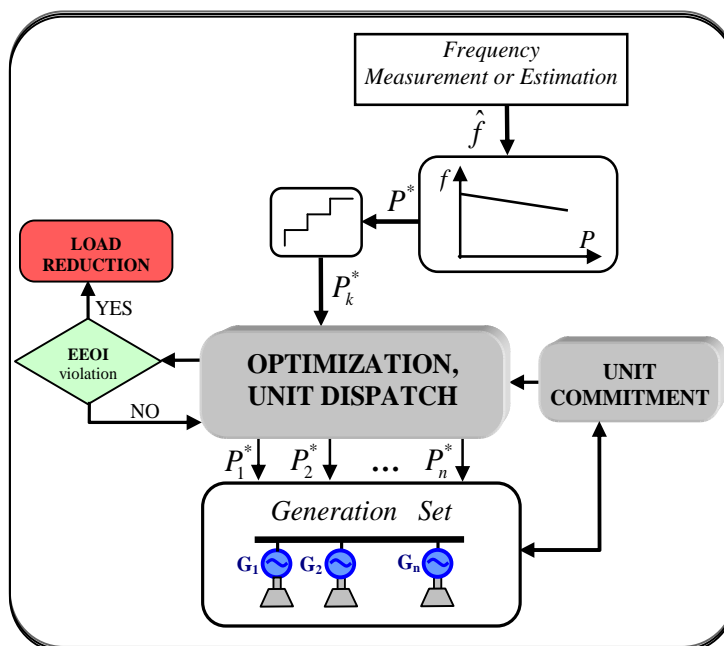 Frequency
Measurement or Estimation
f̂
f
P
P*
P*k
LOAD
REDUCTION
YES
EEOI
violation
NO
OPTIMIZATION,
UNIT DISPATCH
UNIT
COMMITMENT
P*1 P*2 ... P*n
Generation Set
G1 G2 Gn